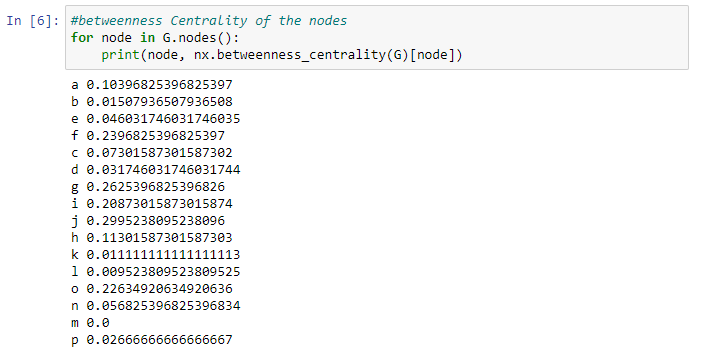 In [6]: #betweenness Centrality of the nodes
for node in G.nodes():
    print(node, nx.betweenness_centrality(G)[node])
a 0.10396825396825397
b 0.01507936507936508
e 0.046031746031746035
f 0.2396825396825397
c 0.07301587301587302
d 0.031746031746031744
g 0.2625396825396826
i 0.20873015873015874
j 0.2995238095238096
h 0.11301587301587303
k 0.011111111111111113
l 0.009523809523809525
o 0.22634920634920636
n 0.056825396825396834
m 0.0
p 0.02666666666666667